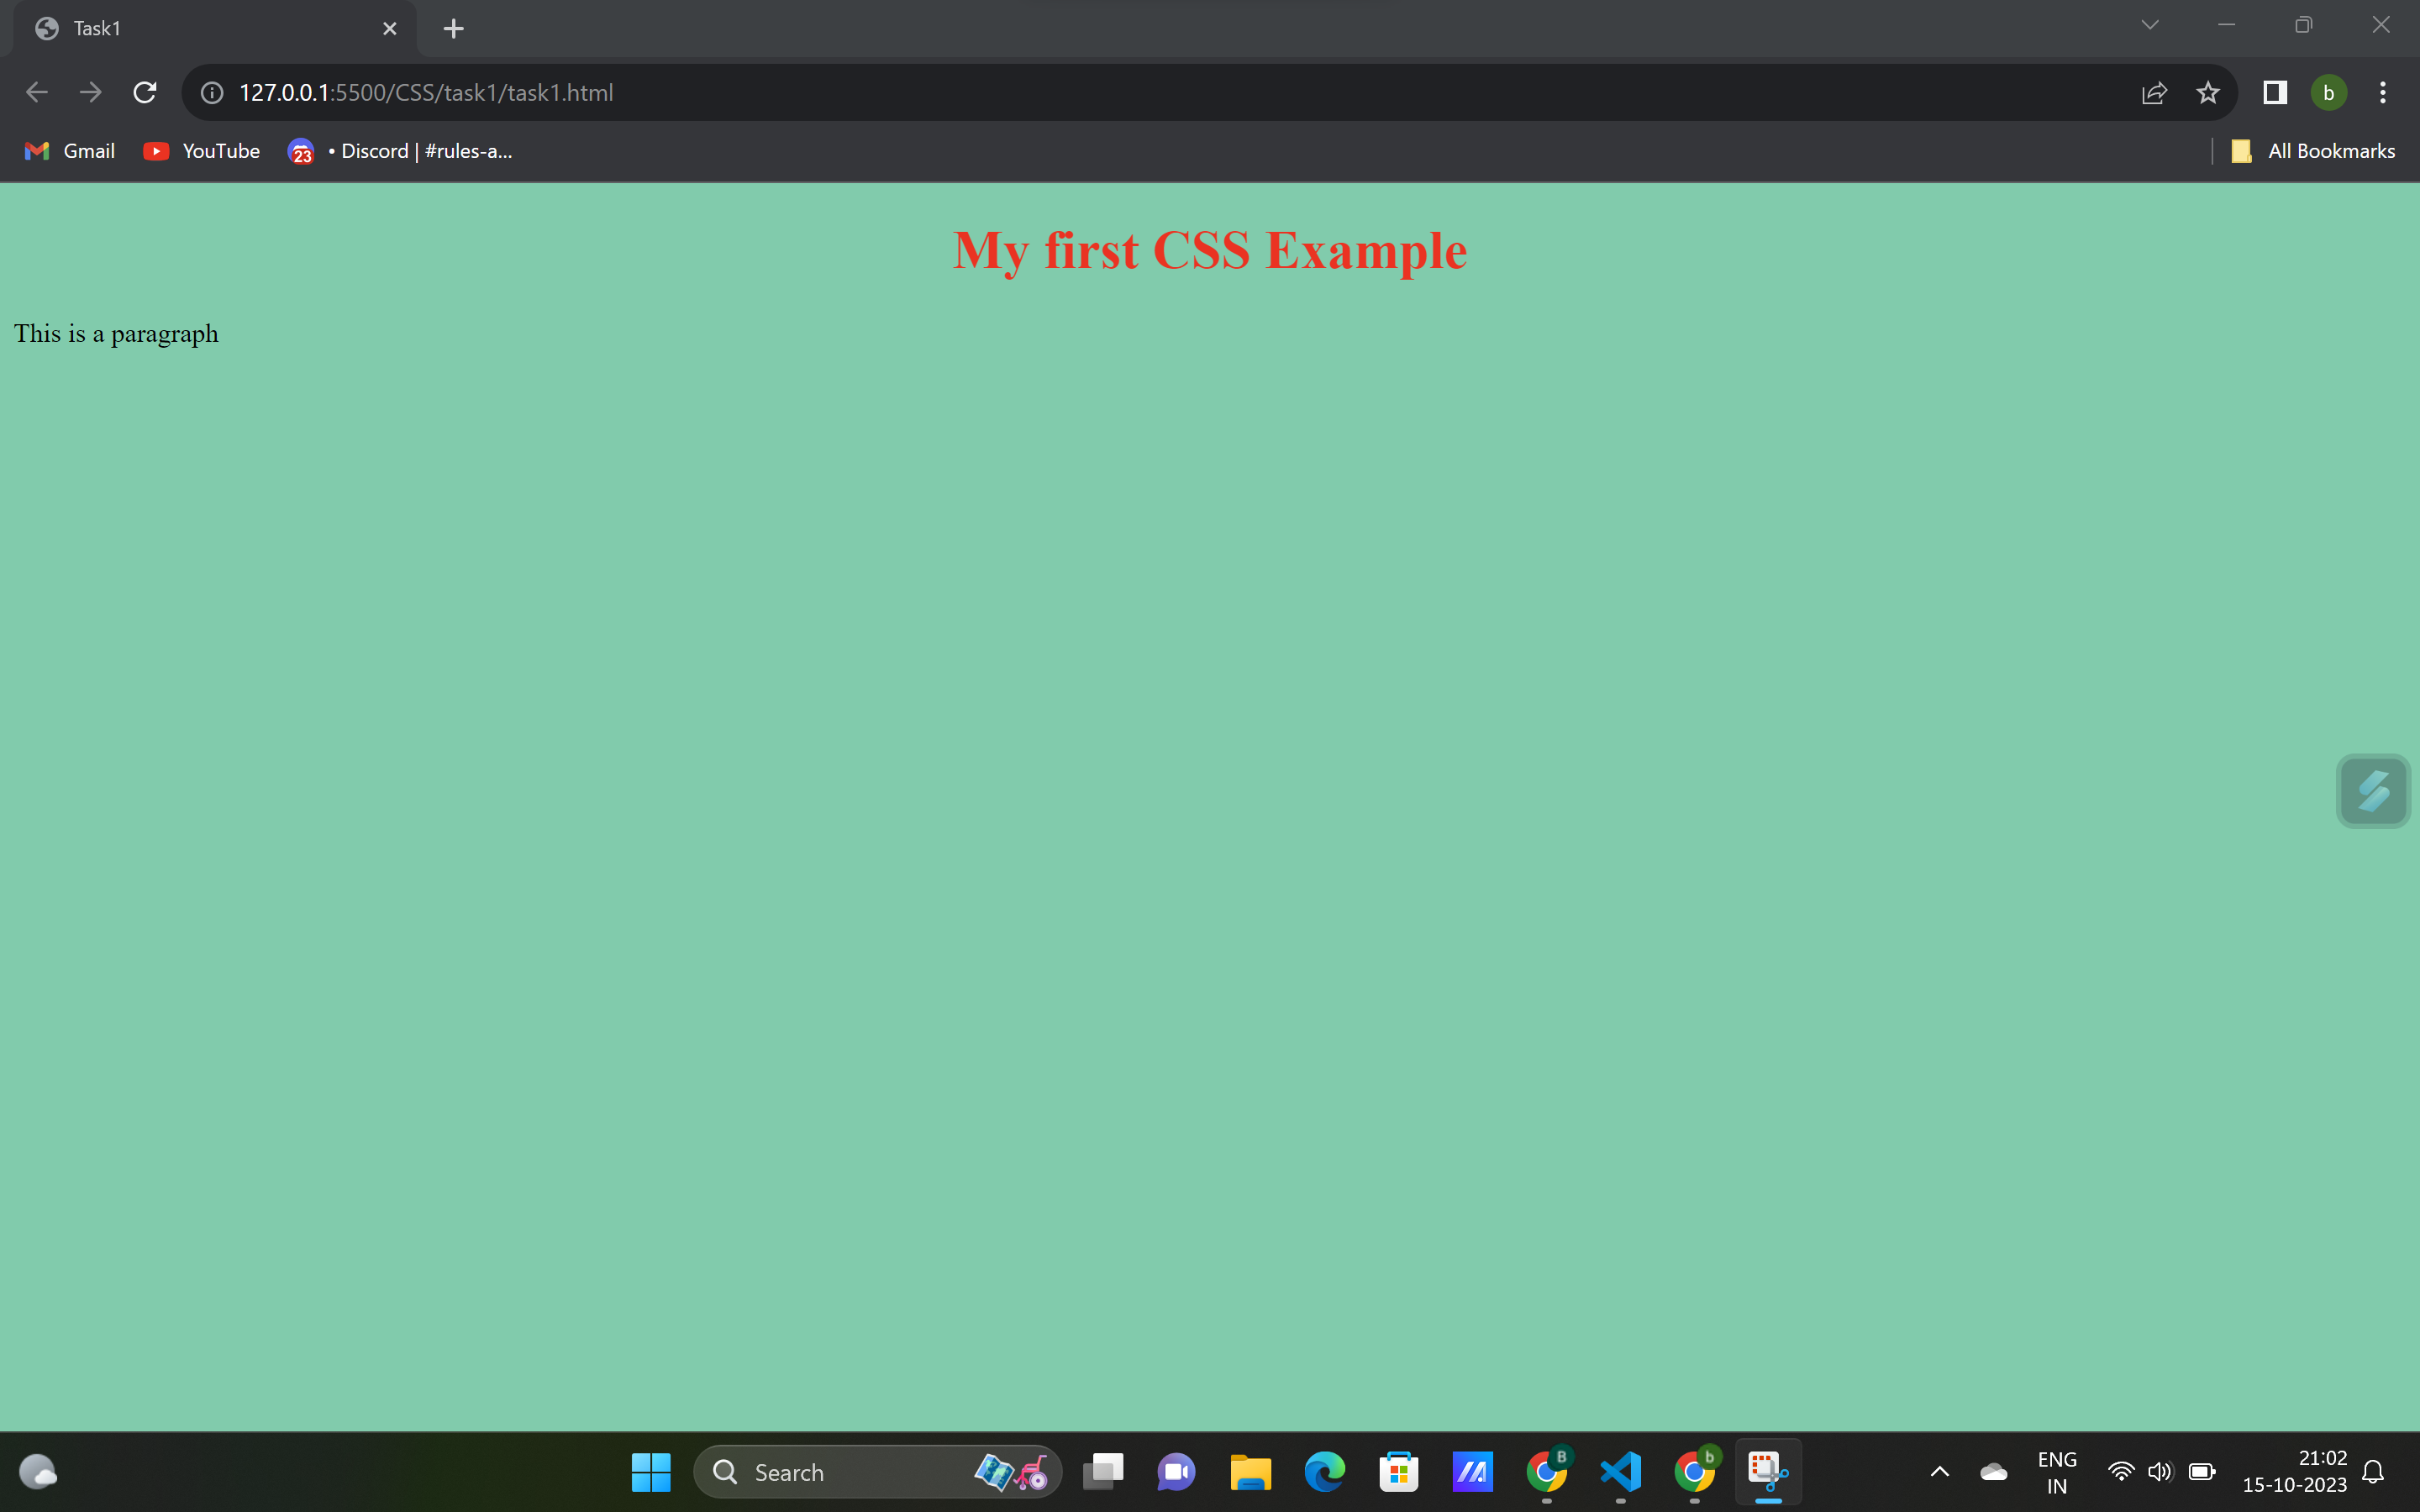 Task1
127.0.0.1:5500/CSS/task1/task1.html
Gmail YouTube 23 • Discord | #rules-a... All Bookmarks
b
My first CSS Example
This is a paragraph
Search
B
b
ENG
IN
21:02
15-10-2023